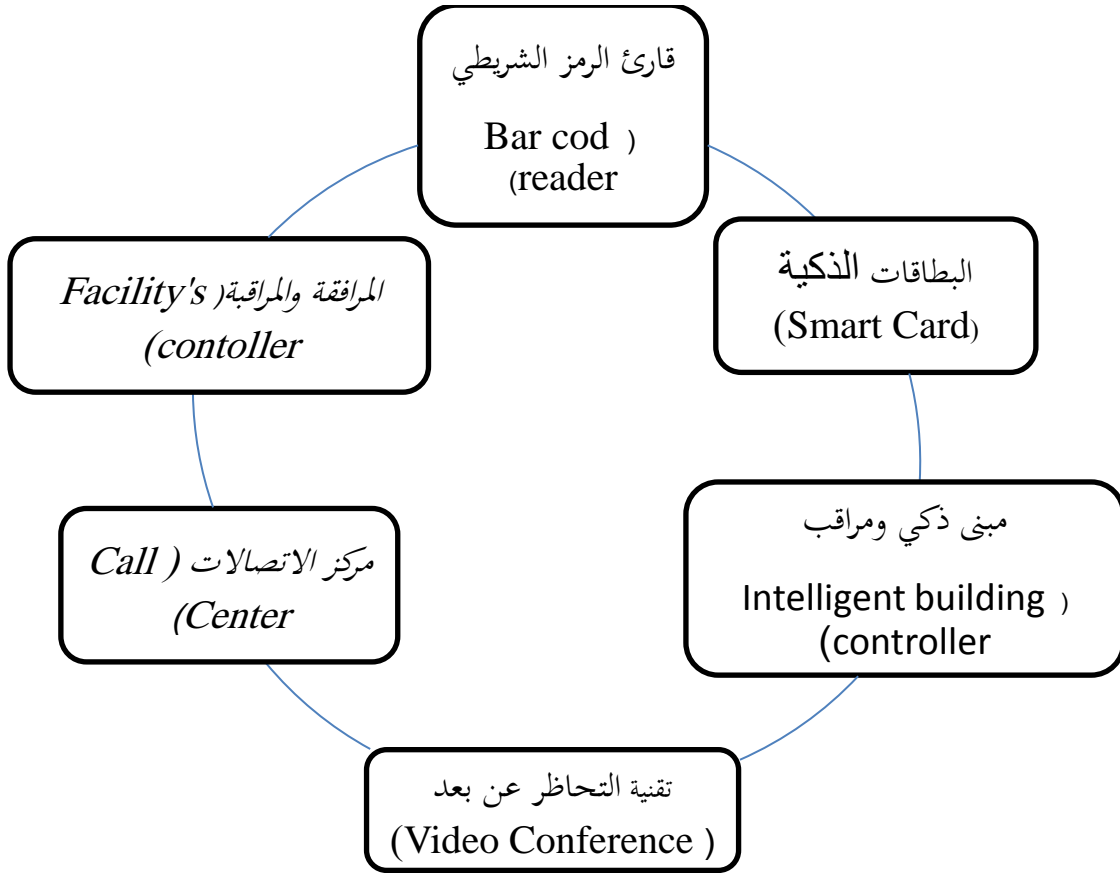 قارئ الرمز الشريطي
( Bar cod
reader)
البطاقات الذكية
(Smart Card)
مبنى ذكي ومراقب
( Intelligent building
controller)
تقنية التحاظر عن بعد
(Video Conference )
مركز الاتصالات ( Call
Center)
المرافقة والمراقبة( Facility's
contoller)